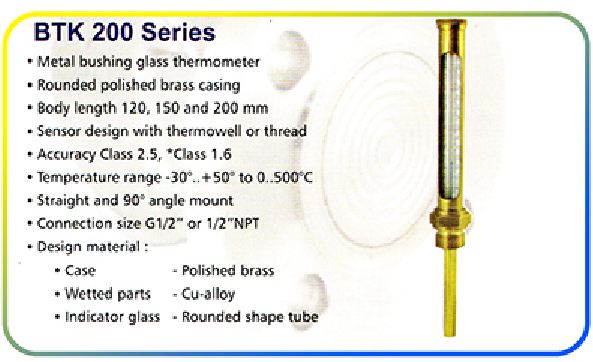 BTK 200 Series
• Metal bushing glass thermometer
• Rounded polished brass casing
• Body length 120, 150 and 200 mm
• Sensor design with thermowell or thread
• Accuracy Class 2.5, *Class 1.6
• Temperature range -30°..+50° to 0..500°C
• Straight and 90° angle mount
• Connection size G1/2” or 1/2”NPT
• Design material :
• Case - Polished brass
• Wetted parts - Cu-alloy
• Indicator glass - Rounded shape tube